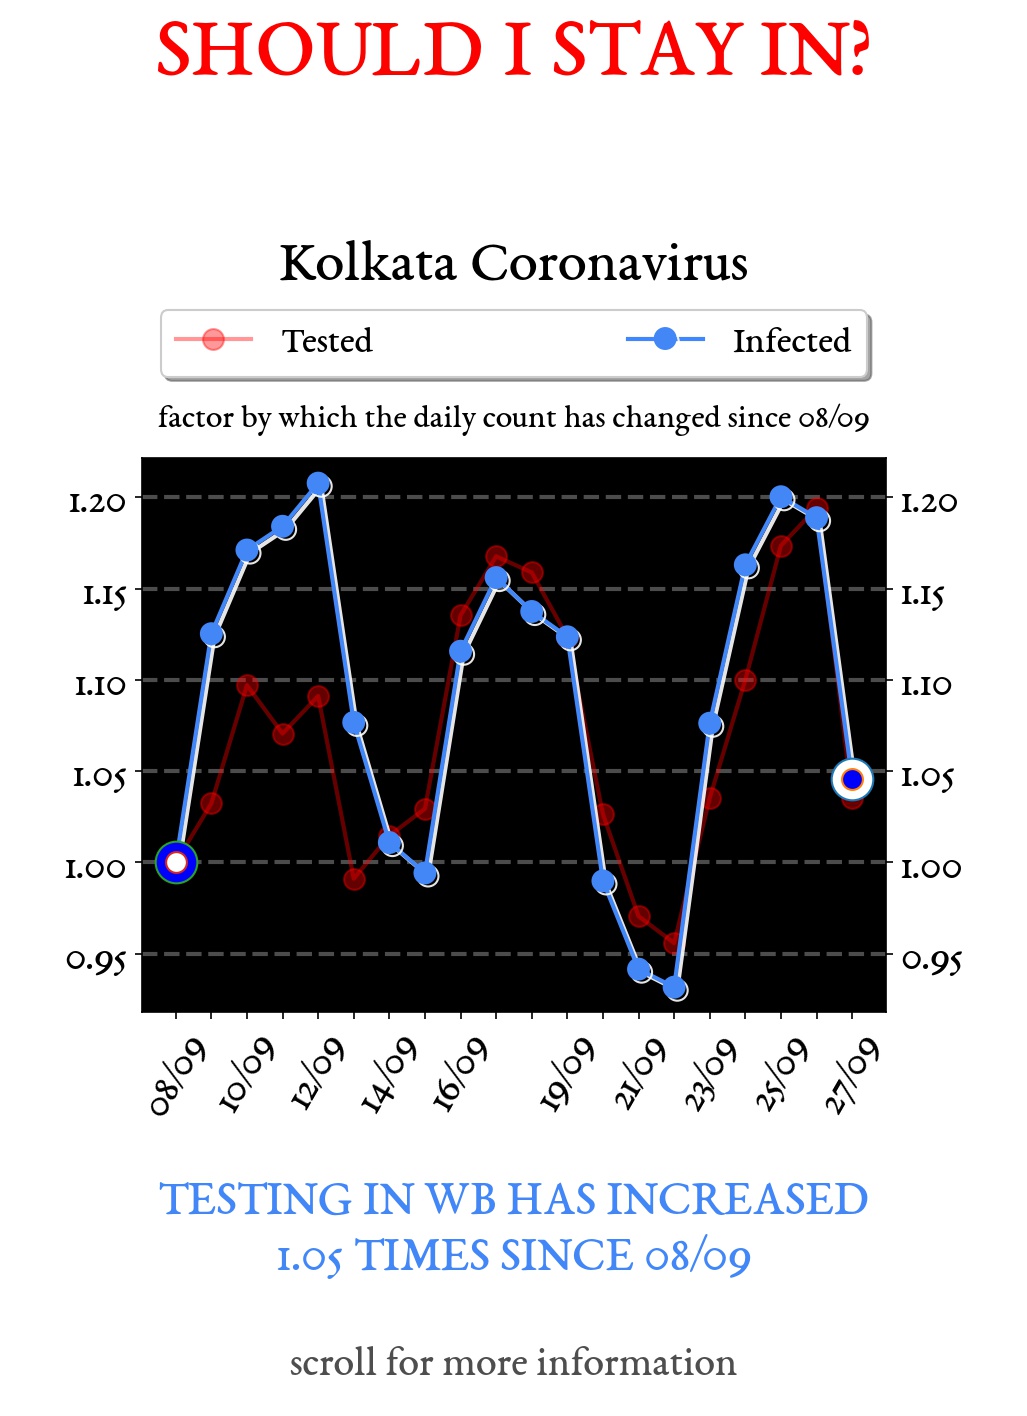 SHOULD I STAY IN?
Kolkata Coronavirus
Tested Infected
factor by which the daily count has changed since 08/09
1.20 1.20
1.15 1.15
1.10 1.10
1.05 1.05
1.00 1.00
0.95 0.95
08/09 10/09 12/09 14/09 16/09 19/09 21/09 23/09 25/09 27/09
TESTING IN WB HAS INCREASED
1.05 TIMES SINCE 08/09
scroll for more information